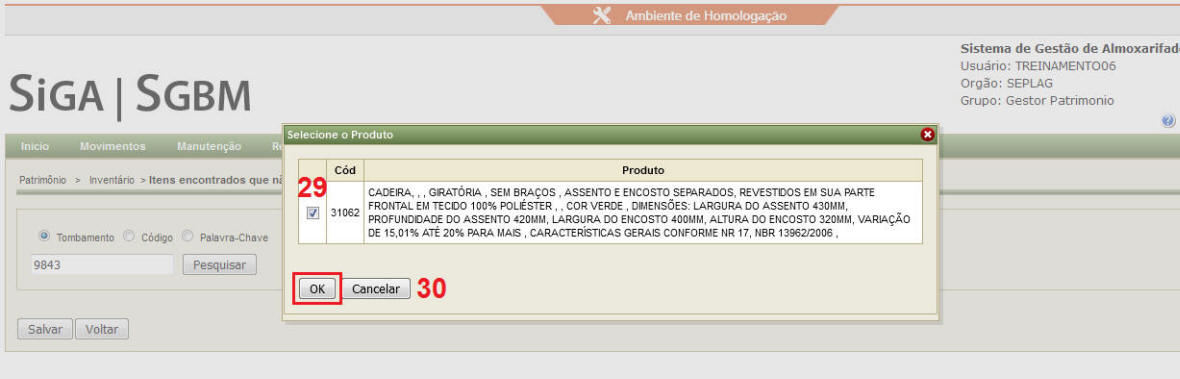 Ambiente de Homologação
Sistema de Gestão de Almoxarifad
Usuário: TREINAMENTO06
Orgão: SEPLAG
Grupo: Gestor Patrimonio
SIGA | SGBM
Selecione o Produto
Inicio Movimentos Manutenção
Cód Produto
Patrimônio > Inventário > Itens encontrados que
29
31062
CADEIRA, , , GIRATÓRIA , SEM BRAÇOS , ASSENTO E ENCOSTO SEPARADOS, REVESTIDOS EM SUA PARTE
FRONTAL EM TECIDO 100% POLIÉSTER , , COR VERDE , DIMENSÕES: LARGURA DO ASSENTO 430MM,
PROFUNDIDADE DO ASSENTO 420MM, LARGURA DO ENCOSTO 400MM, ALTURA DO ENCOSTO 320MM, VARIAÇÃO
DE 15,01% ATÉ 20% PARA MAIS , CARACTERÍSTICAS GERAIS CONFORME NR 17, NBR 13962/2006 ,
Tombamento Código Palavra-Chave
9843 Pesquisar
OK Cancelar 30
Salvar Voltar